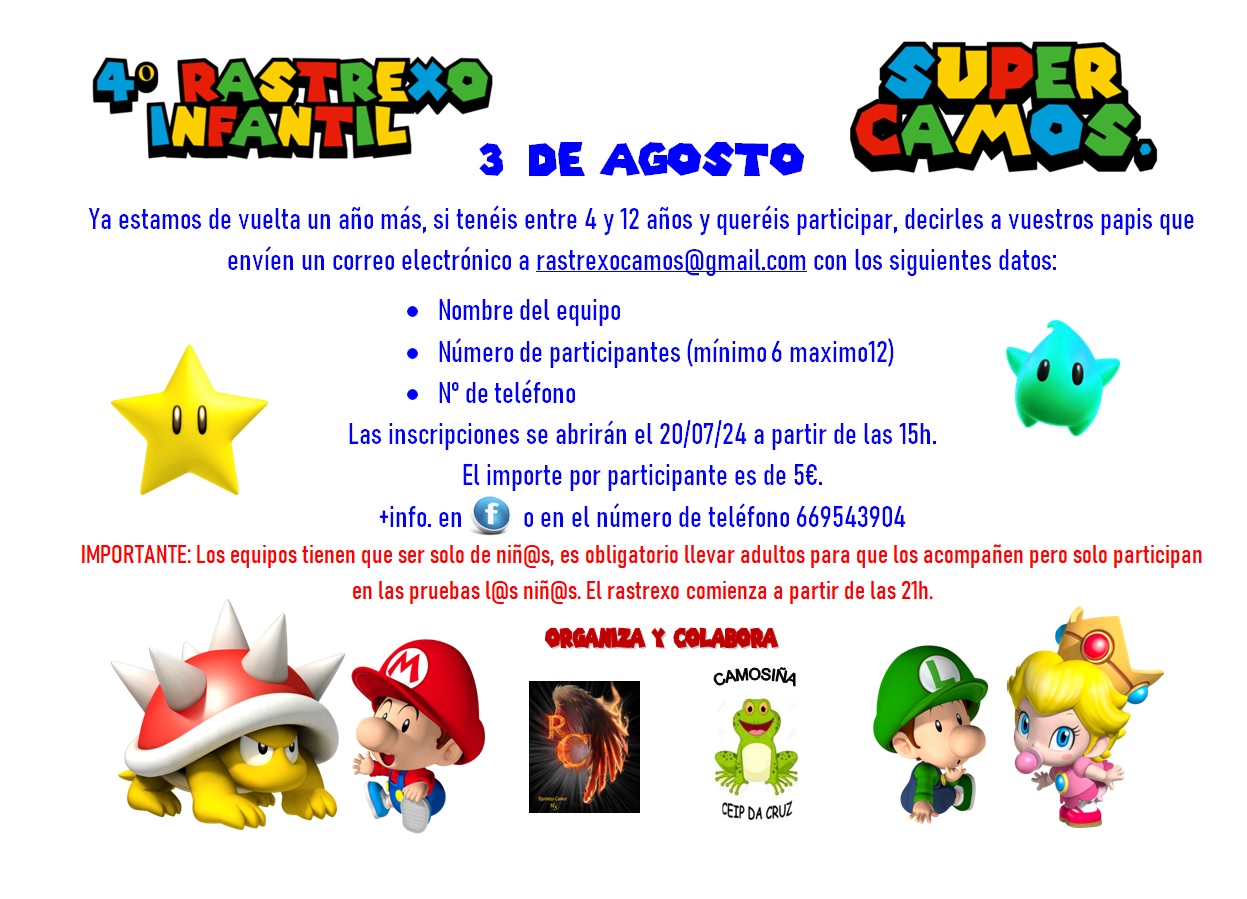 4º RASTREXO
INFANTIL
SUPER
CAMOS.
3 DE AGOSTO
Ya estamos de vuelta un año más, si tenéis entre 4 y 12 años y queréis participar, decirles a vuestros papis que
envíen un correo electrónico a rastrexocamos@gmail.com con los siguientes datos:
• Nombre del equipo
• Número de participantes (mínimo 6 maximo12)
• Nº de teléfono
Las inscripciones se abrirán el 20/07/24 a partir de las 15h.
El importe por participante es de 5€.
+info. en f o en el número de teléfono 669543904
IMPORTANTE: Los equipos tienen que ser solo de niñ@s, es obligatorio llevar adultos para que los acompañen pero solo participan
en las pruebas l@s niñ@s. El rastrexo comienza a partir de las 21h.
ORGANIZA Y COLABORA
M
L
R
C
CAMOSIÑA
CEIP DA CRUZ